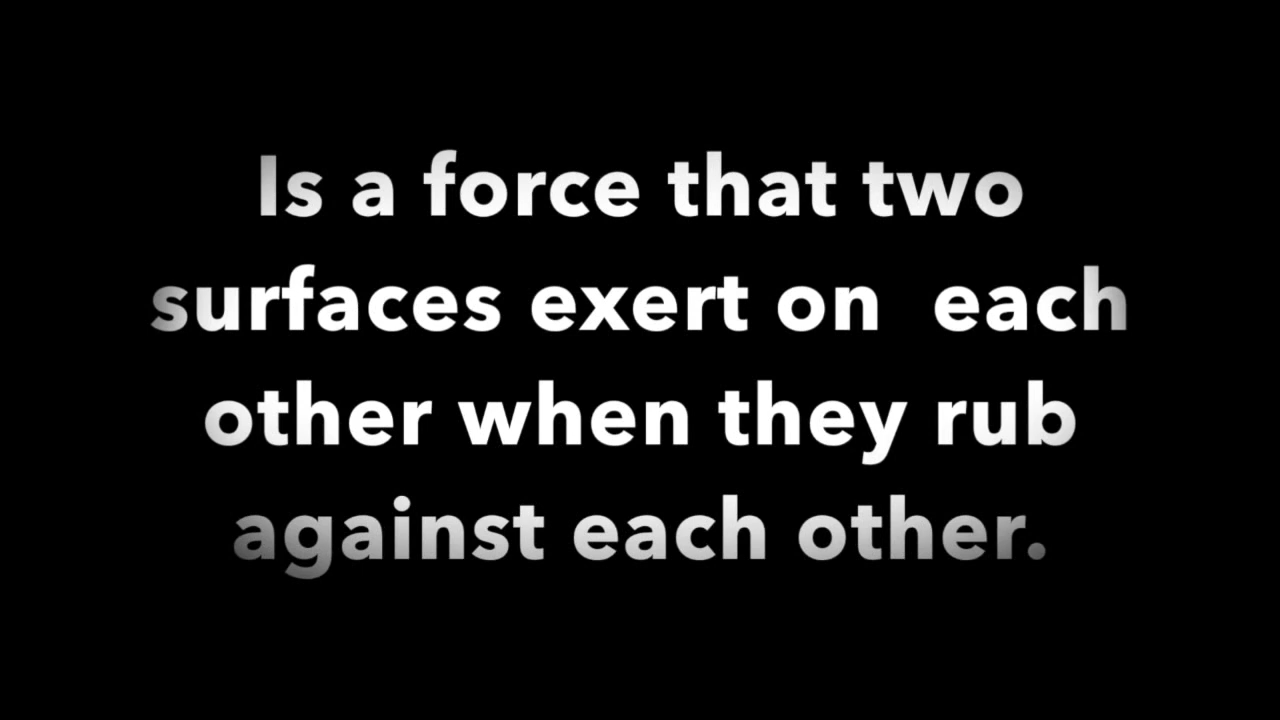 Is a force that two
surfaces exert on  each
other when they rub
against each other.